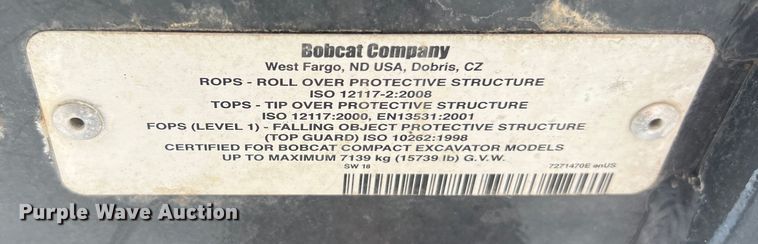 Bobcat Company
West Fargo, ND USA, Dobris, CZ
ROPS - ROLL OVER PROTECTIVE STRUCTURE
ISO 12117-2:2008
TOPS - TIP OVER PROTECTIVE STRUCTURE
ISO 12117:2000, EN13531:2001
FOPS (LEVEL 1) - FALLING OBJECT PROTECTIVE STRUCTURE
(TOP GUARD) ISO 10262:1998
CERTIFIED FOR BOBCAT COMPACT EXCAVATOR MODELS
UP TO MAXIMUM 7139 kg (15739 lb) G.V.W.
SW 18 7271470E enUS
Purple Wave Auction